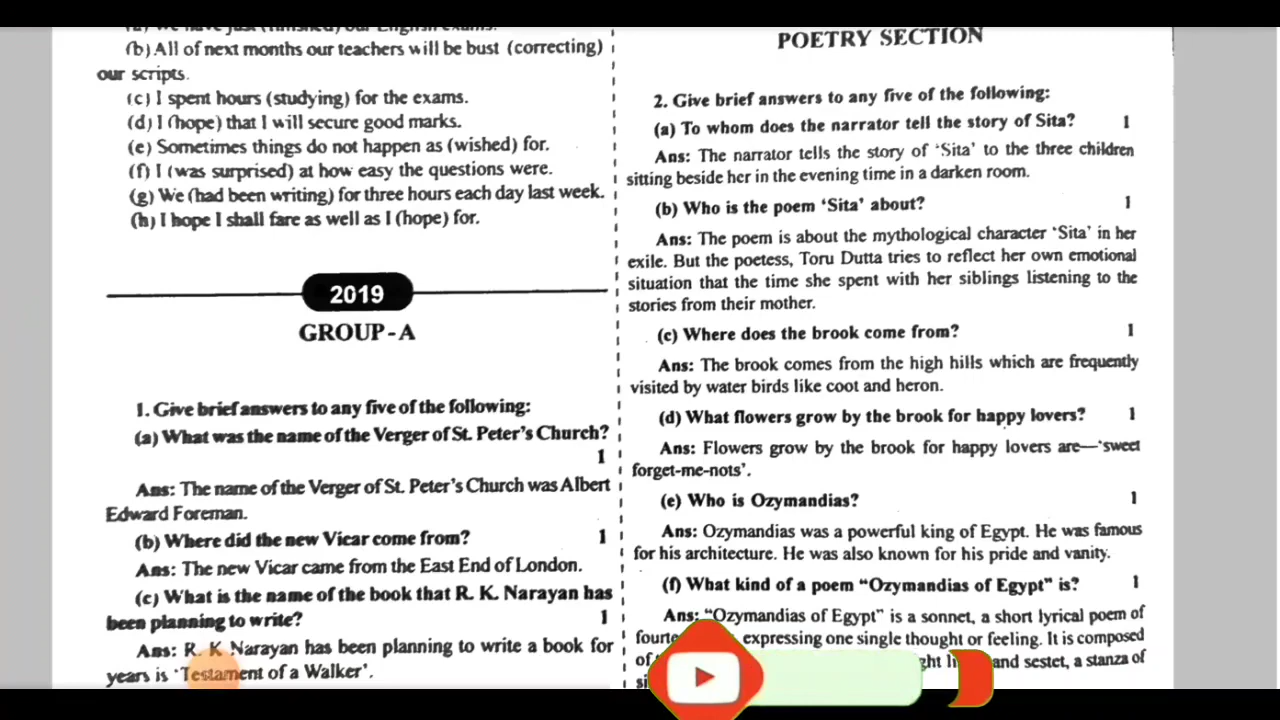 (b) All of next months our teachers will be bust (correcting)
our scripts.
(c) I spent hours (studying) for the exams.
(d) I (hope) that I will secure good marks.
(e) Sometimes things do not happen as (wished) for.
(f) I (was surprised) at how easy the questions were.
(g) We (had been writing) for three hours each day last week.
(h) I hope I shall fare as well as I (hope) for.
2019
GROUP-A
1. Give brief answers to any five of the following:
(a) What was the name of the Verger of St. Peter's Church?
1
Ans: The name of the Verger of St. Peter's Church was Albert
Edward Foreman.
(b) Where did the new Vicar come from? 1
Ans: The new Vicar came from the East End of London.
(c) What is the name of the book that R. K. Narayan has
been planning to write? 1
Ans: R. K Narayan has been planning to write a book for
years is 'Testament of a Walker'.
POETRY SECTION
2. Give brief answers to any five of the following:
(a) To whom does the narrator tell the story of Sita? 1
Ans: The narrator tells the story of 'Sita' to the three children
sitting beside her in the evening time in a darken room.
(b) Who is the poem 'Sita' about? 1
Ans: The poem is about the mythological character 'Sita' in her
exile. But the poetess, Toru Dutta tries to reflect her own emotional
situation that the time she spent with her siblings listening to the
stories from their mother.
(c) Where does the brook come from? 1
Ans: The brook comes from the high hills which are frequently
visited by water birds like coot and heron.
(d) What flowers grow by the brook for happy lovers? 1
Ans: Flowers grow by the brook for happy lovers are—'sweet
forget-me-nots'.
(e) Who is Ozymandias? 1
Ans: Ozymandias was a powerful king of Egypt. He was famous
for his architecture. He was also known for his pride and vanity.
(f) What kind of a poem "Ozymandias of Egypt" is? 1
Ans: "Ozymandias of Egypt" is a sonnet, a short lyrical poem of
expressing one single thought or feeling. It is composed
of and sestet, a stanza of